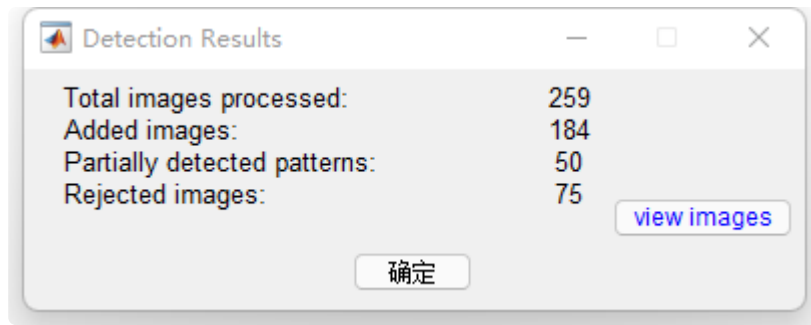 Detection Results
Total images processed: 259
Added images: 184
Partially detected patterns: 50
Rejected images: 75
view images
确定